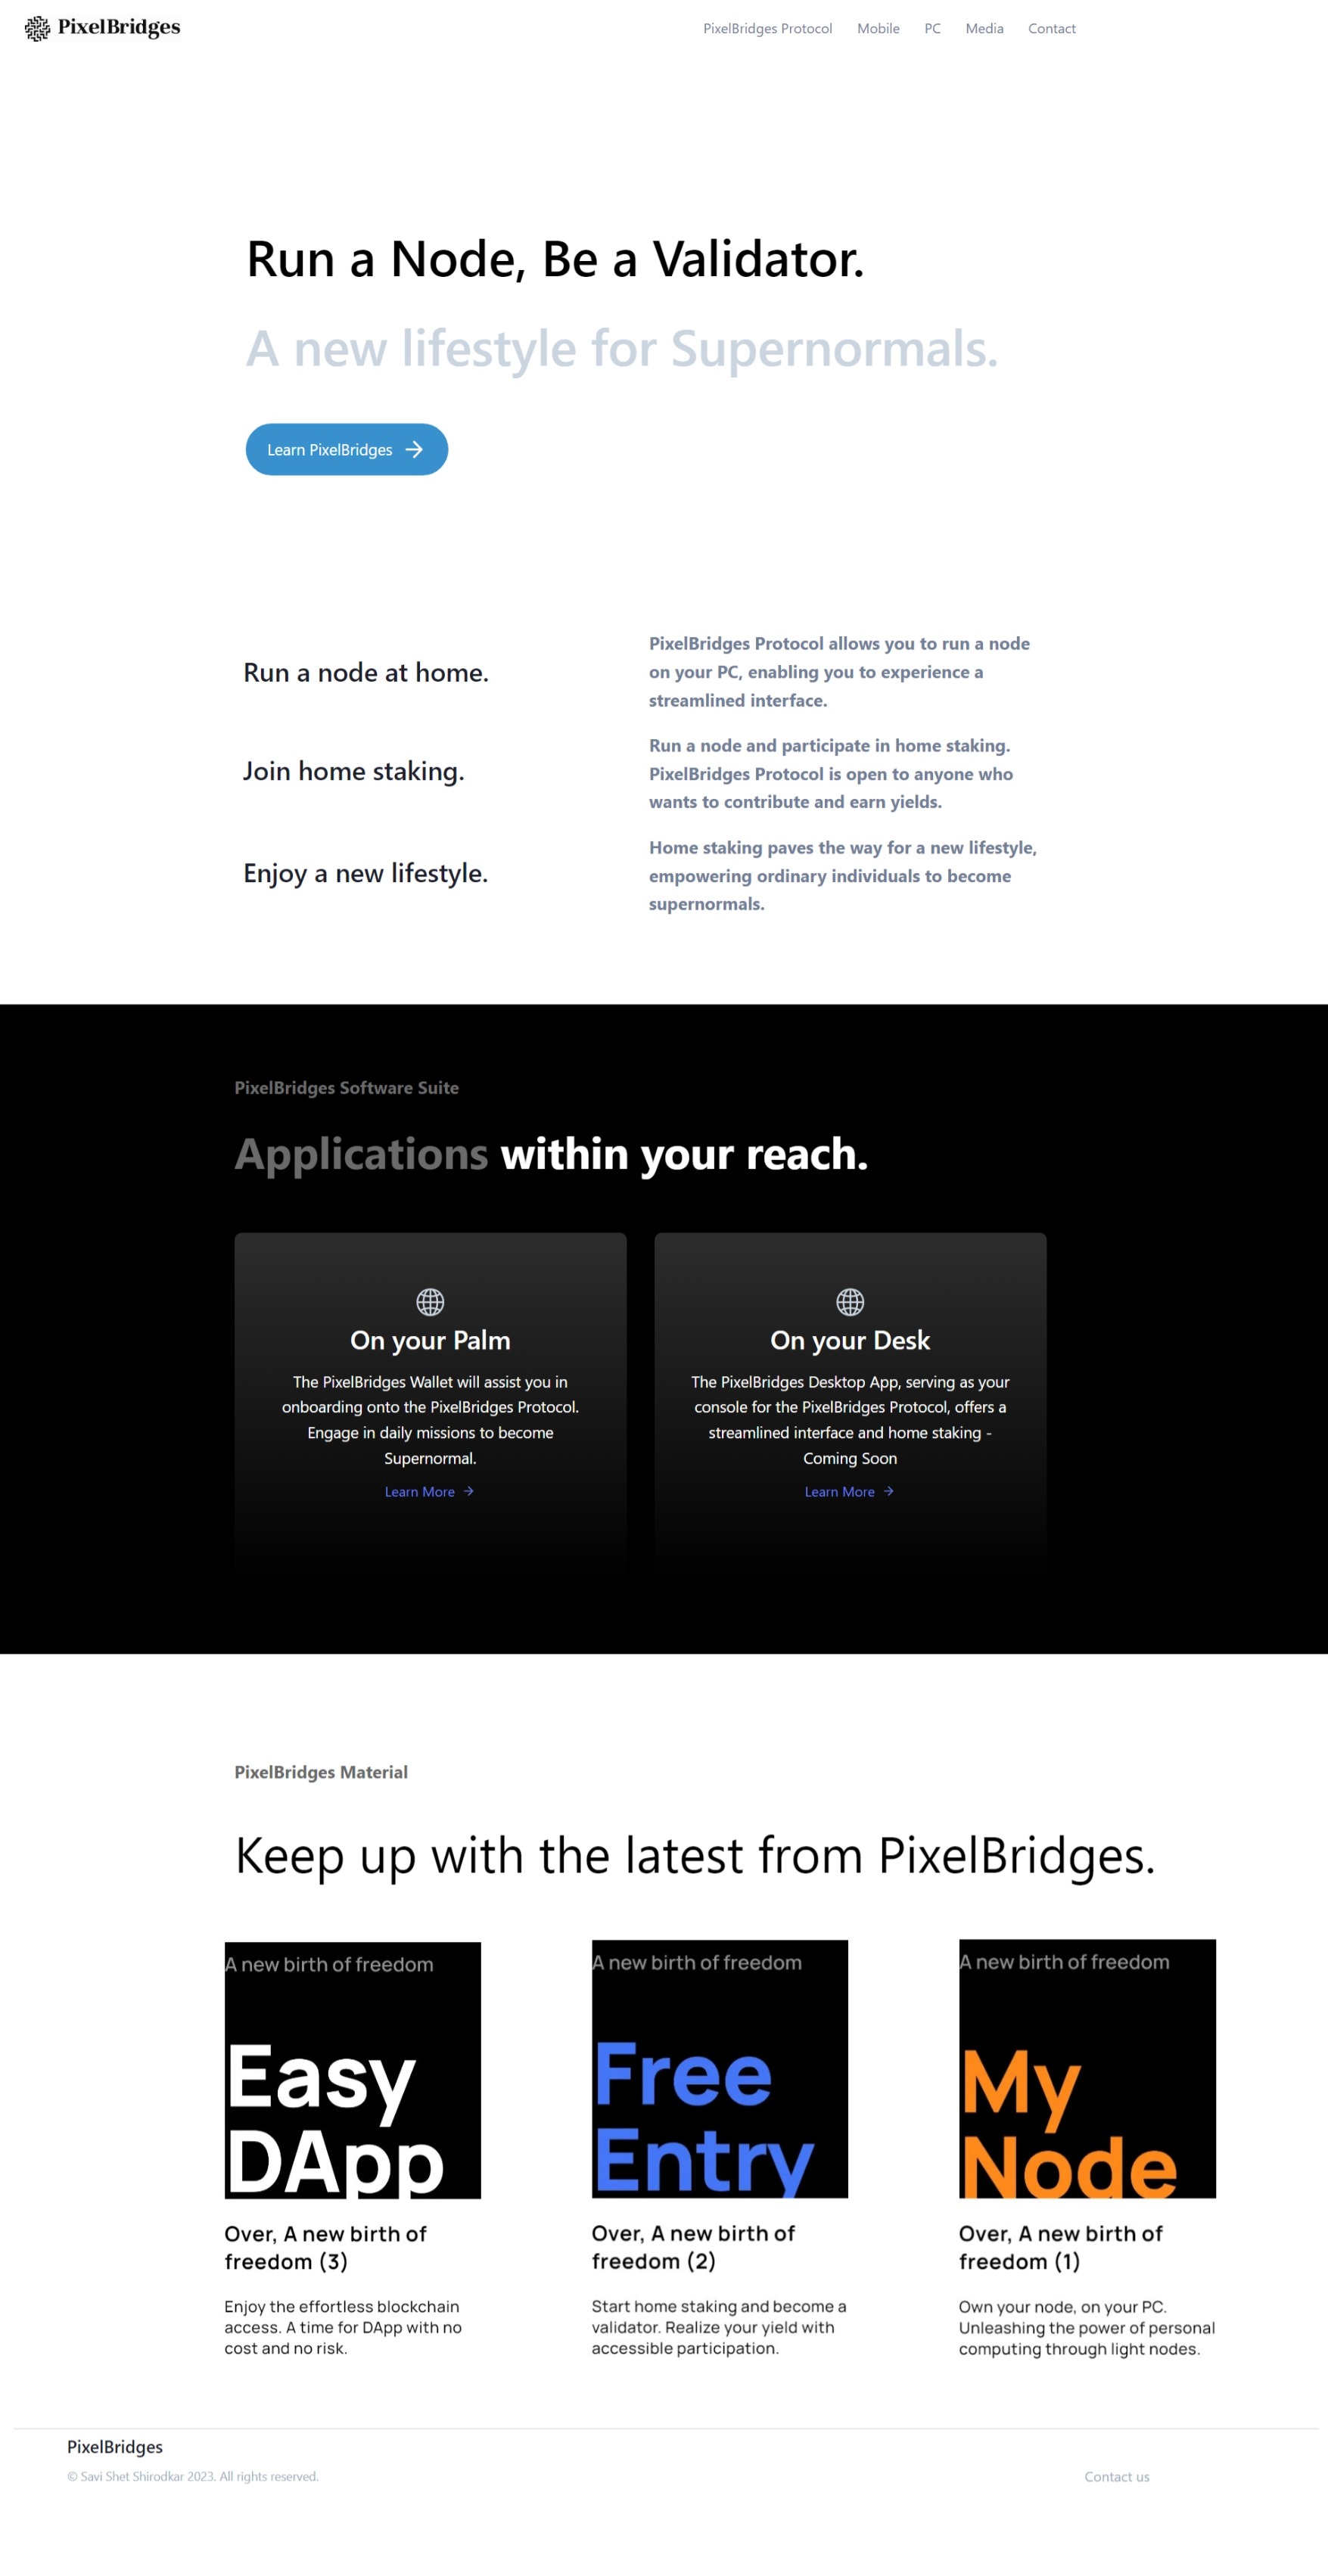 PixelBridges
PixelBridges Protocol Mobile PC Media Contact
Run a Node, Be a Validator.
A new lifestyle for Supernormals.
Learn PixelBridges →
Run a node at home.
PixelBridges Protocol allows you to run a node
on your PC, enabling you to experience a
streamlined interface.
Join home staking.
Run a node and participate in home staking.
PixelBridges Protocol is open to anyone who
wants to contribute and earn yields.
Enjoy a new lifestyle.
Home staking paves the way for a new lifestyle,
empowering ordinary individuals to become
supernormals.
PixelBridges Software Suite
Applications within your reach.
On your Palm
The PixelBridges Wallet will assist you in
onboarding onto the PixelBridges Protocol.
Engage in daily missions to become
Supernormal.
Learn More →
On your Desk
The PixelBridges Desktop App, serving as your
console for the PixelBridges Protocol, offers a
streamlined interface and home staking -
Coming Soon
Learn More →
PixelBridges Material
Keep up with the latest from PixelBridges.
A new birth of freedom
Easy
DApp
Over, A new birth of
freedom (3)
Enjoy the effortless blockchain
access. A time for DApp with no
cost and no risk.
A new birth of freedom
Free
Entry
Over, A new birth of
freedom (2)
Start home staking and become a
validator. Realize your yield with
accessible participation.
A new birth of freedom
My
Node
Over, A new birth of
freedom (1)
Own your node, on your PC.
Unleashing the power of personal
computing through light nodes.
PixelBridges
© Savi Shet Shirodkar 2023. All rights reserved.
Contact us